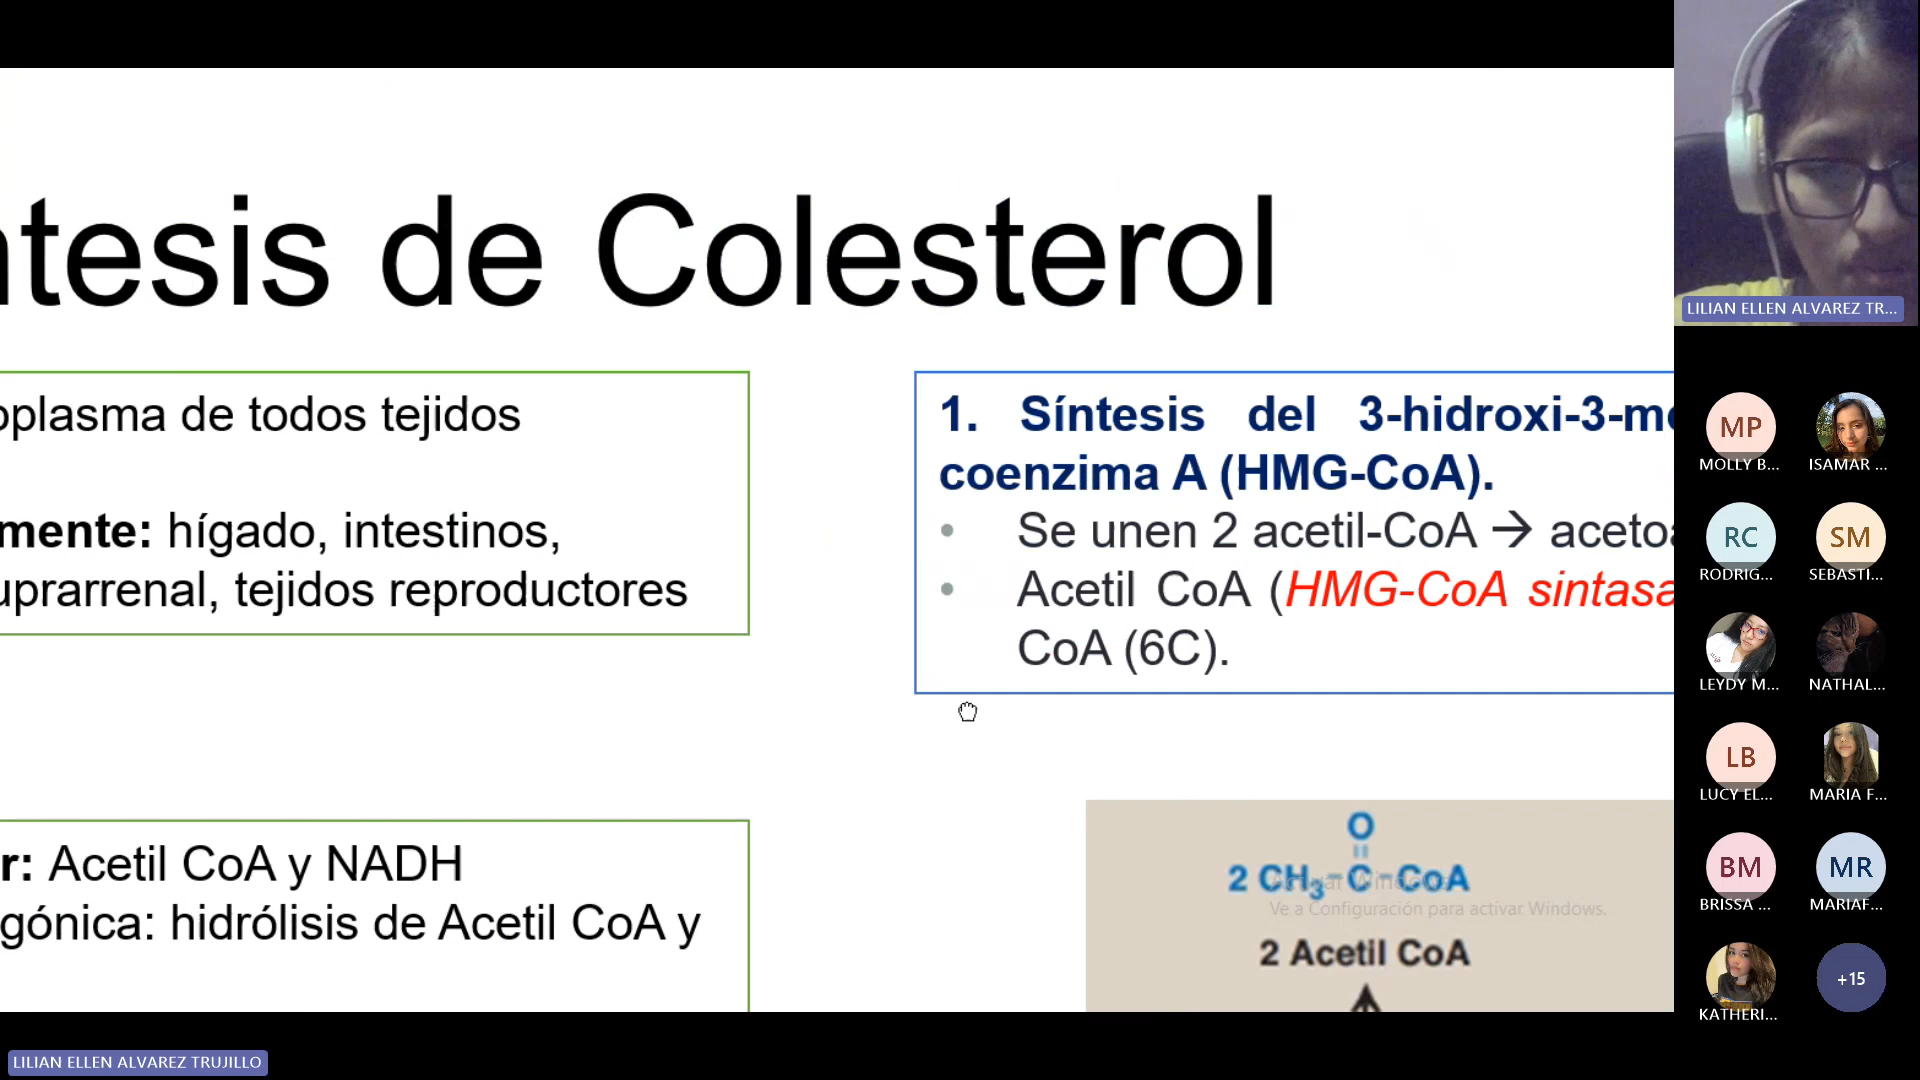 ntesis de Colesterol
oplasma de todos tejidos
mente: hígado, intestinos,
uprarrenal, tejidos reproductores
r: Acetil CoA y NADH
gónica: hidrólisis de Acetil CoA y
1. Síntesis del 3-hidroxi-3-me
coenzima A (HMG-CoA).
• Se unen 2 acetil-CoA → acetoa
• Acetil CoA (HMG-CoA sintasa
CoA (6C).
O
2 CH₃-C-CoA
Activar Windows
Ve a Configuración para activar Windows.
2 Acetil CoA
LILIAN ELLEN ALVAREZ TR...
MP
MOLLY B...
ISAMAR ...
RC
RODRIG...
SM
SEBASTI...
LEYDY M...
NATHAL...
LB
LUCY EL...
MARIA F...
BM
BRISSA ...
MR
MARIAF...
KATHERI...
+15
LILIAN ELLEN ALVAREZ TRUJILLO